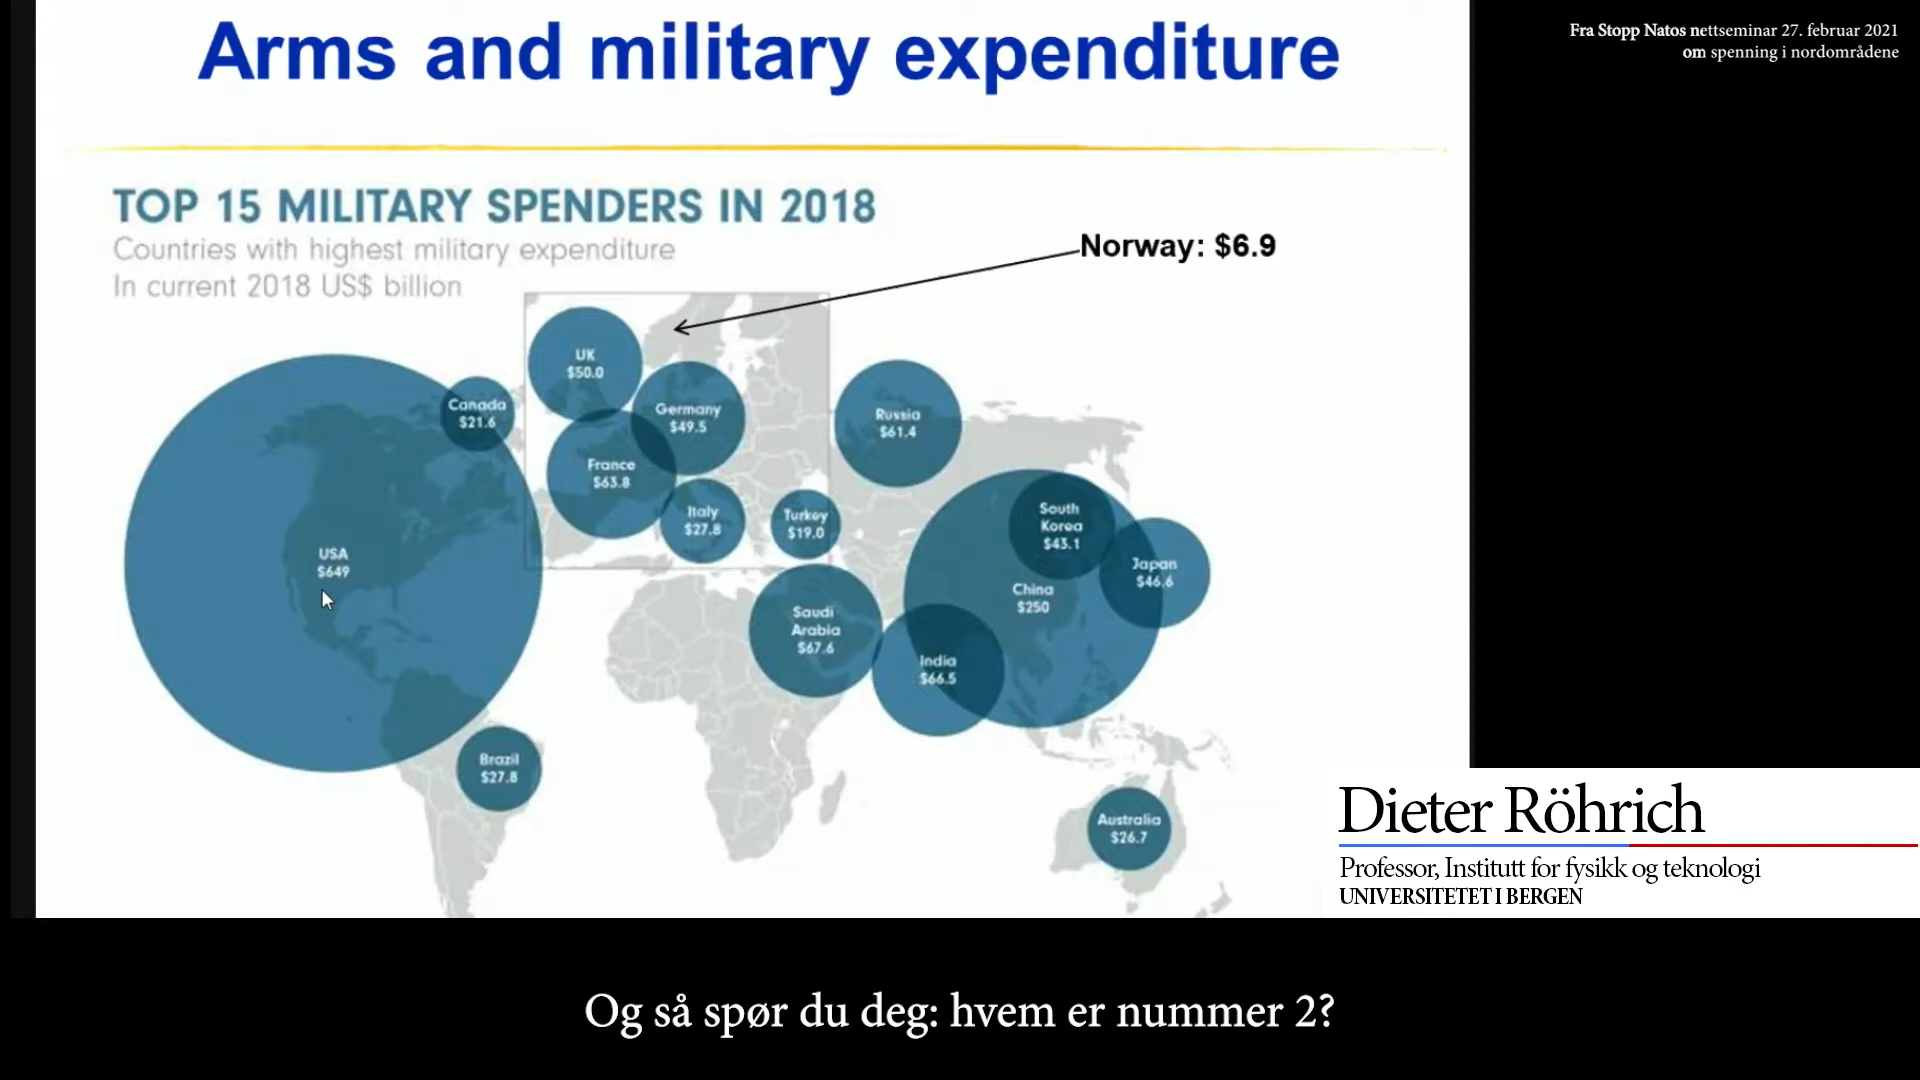 Arms and military expenditure
Fra Stopp Natos nettseminar 27. februar 2021
om spenning i nordområdene
TOP 15 MILITARY SPENDERS IN 2018
Countries with highest military expenditure
In current 2018 US$ billion
Norway: $6.9
UK
$50.0
Canada
$21.6
Germany
$49.5
Russia
$61.4
France
$63.8
Italy
$27.8
Turkey
$19.0
South
Korea
$43.1
USA
$649
Japan
$46.6
China
$250
Saudi
Arabia
$67.6
India
$66.5
Brazil
$27.8
Australia
$26.7
Dieter Röhrich
Professor, Institutt for fysikk og teknologi
UNIVERSITETET I BERGEN
Og så spør du deg: hvem er nummer 2?